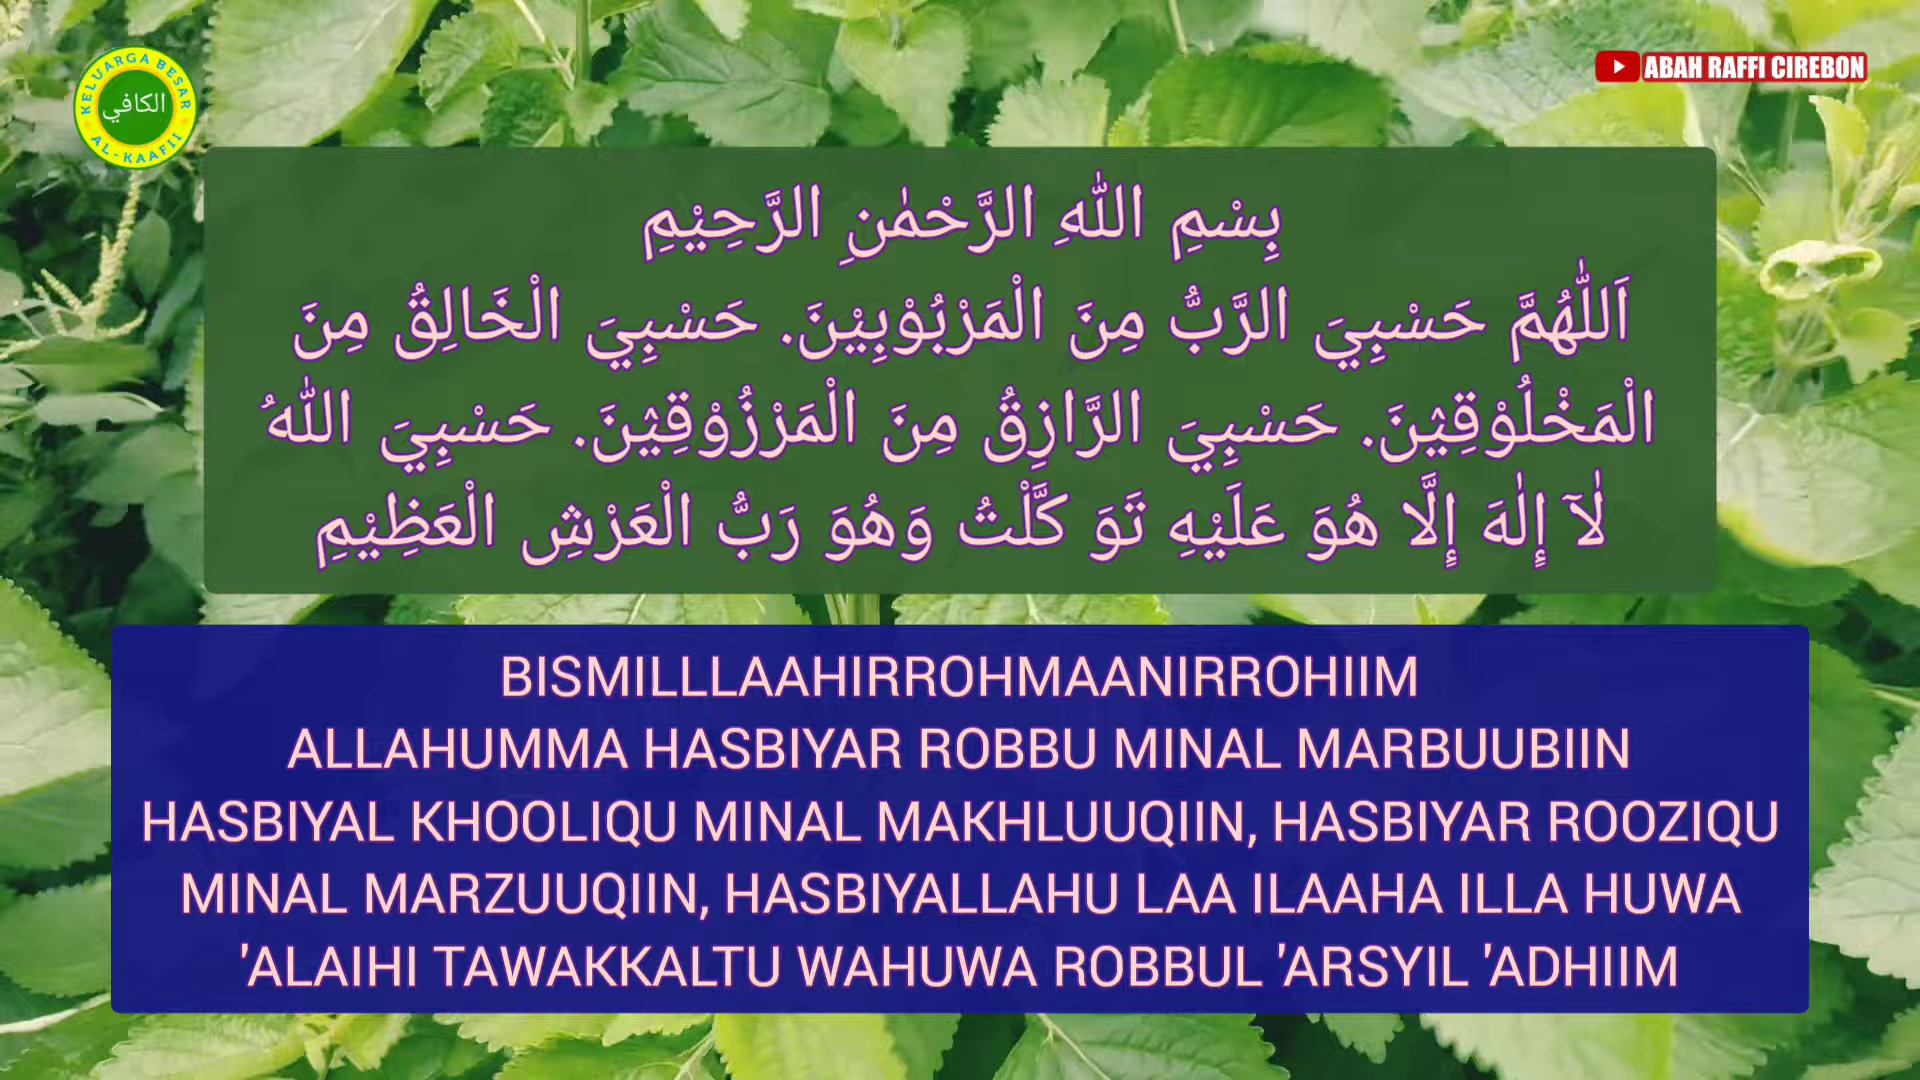 KELUARGA BESAR
الكافي
AL-KAAFII
ABAH RAFFI CIREBON
بِسْمِ اللّٰهِ الرَّحْمٰنِ الرَّحِيْمِ
اَللّٰهُمَّ حَسْبِيَ الرَّبُّ مِنَ الْمَرْبُوْبِيْنَ. حَسْبِيَ الْخَالِقُ مِنَ
الْمَخْلُوْقِيْنَ. حَسْبِيَ الرَّازِقُ مِنَ الْمَرْزُوْقِيْنَ. حَسْبِيَ اللّٰهُ
لٰآ إِلٰهَ إِلَّا هُوَ عَلَيْهِ تَوَ كَّلْتُ وَهُوَ رَبُّ الْعَرْشِ الْعَظِيْمِ
BISMILLLAAHIRROHMAANIRROHIIM
ALLAHUMMA HASBIYAR ROBBU MINAL MARBUUBIIN
HASBIYAL KHOOLIQU MINAL MAKHLUUQIIN, HASBIYAR ROOZIQU
MINAL MARZUUQIIN, HASBIYALLAHU LAA ILAAHA ILLA HUWA
'ALAIHI TAWAKKALTU WAHUWA ROBBUL 'ARSYIL 'ADHIIM